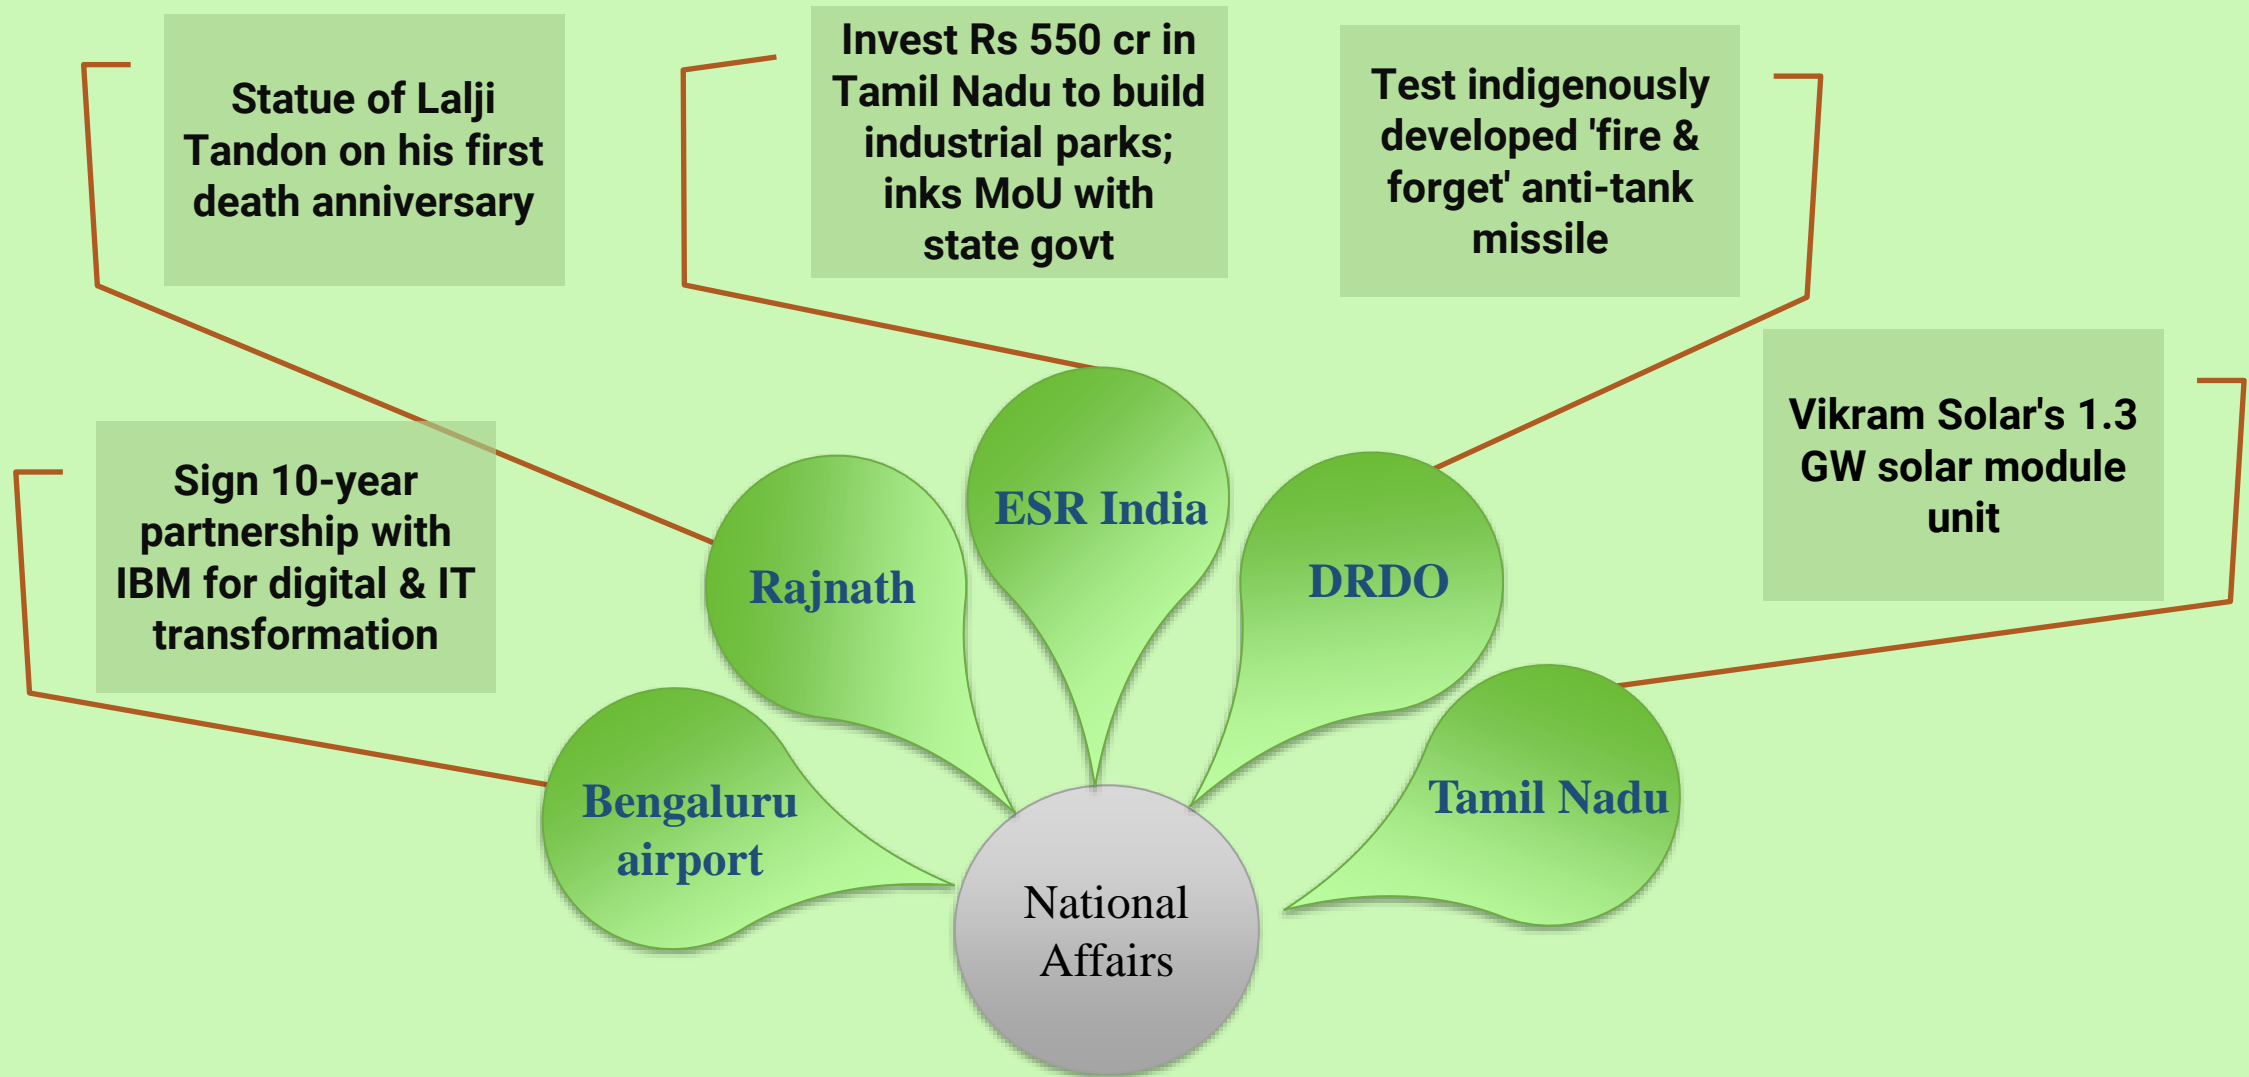 Statue of Lalji
Tandon on his first
death anniversary
Invest Rs 550 cr in
Tamil Nadu to build
industrial parks;
inks MoU with
state govt
Test indigenously
developed 'fire &
forget' anti-tank
missile
Vikram Solar's 1.3
GW solar module
unit
Sign 10-year
partnership with
IBM for digital & IT
transformation
ESR India
Rajnath
DRDO
Bengaluru
airport
Tamil Nadu
National
Affairs